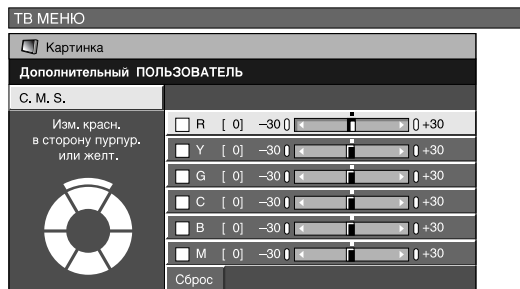 ТВ МЕНЮ
Картинка
Дополнительный ПОЛЬЗОВАТЕЛЬ
C. M. S.
Изм. красн.
в сторону пурпур.
или желт.
R [ 0] –30 +30
Y [ 0] –30 +30
G [ 0] –30 +30
C [ 0] –30 +30
B [ 0] –30 +30
M [ 0] –30 +30
Сброс